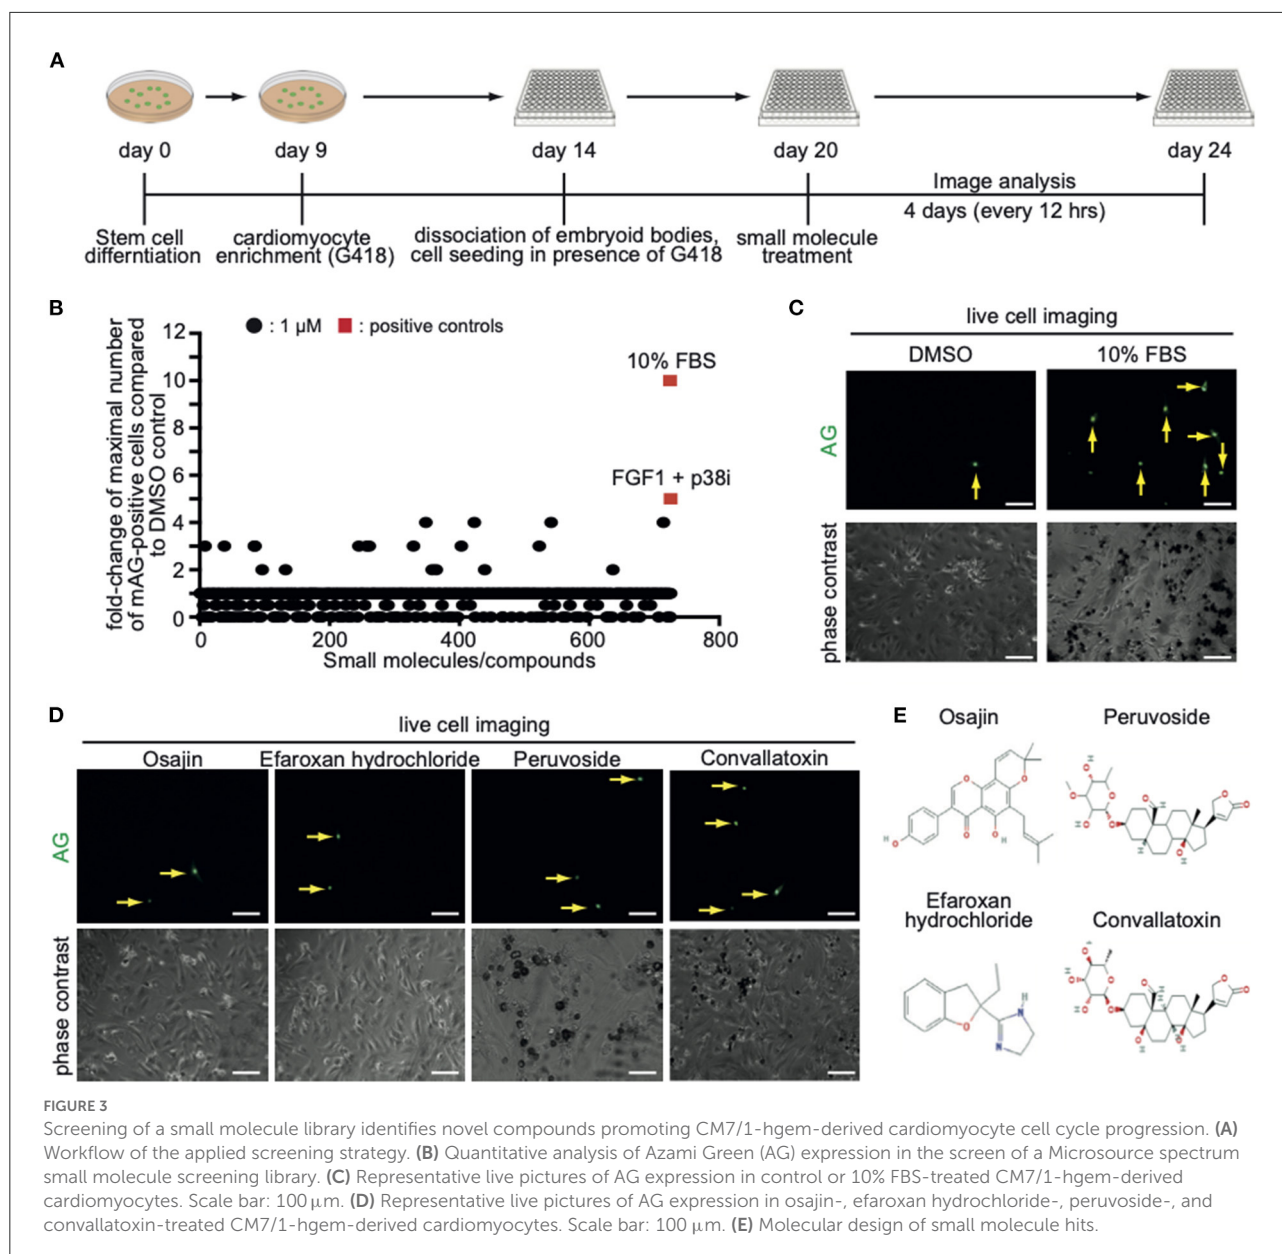 A
day 0
day 9
day 14
day 20
day 24
Image analysis
4 days (every 12 hrs)
Stem cell
differntiation
cardiomyocyte
enrichment (G418)
dissociation of embryoid bodies,
cell seeding in presence of G418
small molecule
treatment
B
fold-change of maximal number
of mAG-positive cells compared
to DMSO control
: 1 µM
: positive controls
12
10
8
6
4
2
0
10% FBS
FGF1 + p38i
0
200
400
600
800
Small molecules/compounds
C
live cell imaging
DMSO
10% FBS
AG
phase contrast
D
live cell imaging
Osajin
Efaroxan hydrochloride
Peruvoside
Convallatoxin
AG
phase contrast
E
Osajin
Peruvoside
Efaroxan
hydrochloride
Convallatoxin
FIGURE 3
Screening of a small molecule library identifies novel compounds promoting CM7/1-hgem-derived cardiomyocyte cell cycle progression. (A)
Workflow of the applied screening strategy. (B) Quantitative analysis of Azami Green (AG) expression in the screen of a Microsource spectrum
small molecule screening library. (C) Representative live pictures of AG expression in control or 10% FBS-treated CM7/1-hgem-derived
cardiomyocytes. Scale bar: 100 µm. (D) Representative live pictures of AG expression in osajin-, efaroxan hydrochloride-, peruvoside-, and
convallatoxin-treated CM7/1-hgem-derived cardiomyocytes. Scale bar: 100 µm. (E) Molecular design of small molecule hits.